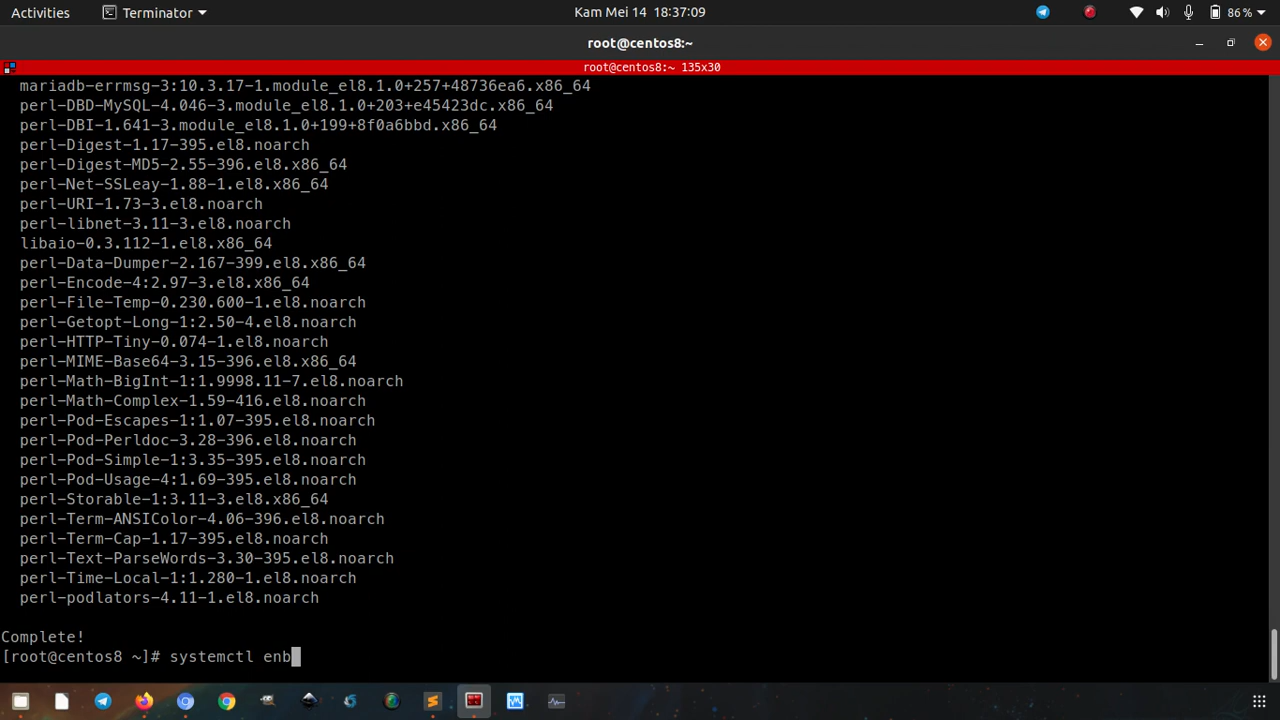 Activities
Terminator
Kam Mei 14 18:37:09
86%
root@centos8:~
root@centos8:~ 135x30
mariadb-errmsg-3:10.3.17-1.module_el8.1.0+257+48736ea6.x86_64
perl-DBD-MySQL-4.046-3.module_el8.1.0+203+e45423dc.x86_64
perl-DBI-1.641-3.module_el8.1.0+199+8f0a6bbd.x86_64
perl-Digest-1.17-395.el8.noarch
perl-Digest-MD5-2.55-396.el8.x86_64
perl-Net-SSLeay-1.88-1.el8.x86_64
perl-URI-1.73-3.el8.noarch
perl-libnet-3.11-3.el8.noarch
libaio-0.3.112-1.el8.x86_64
perl-Data-Dumper-2.167-399.el8.x86_64
perl-Encode-4:2.97-3.el8.x86_64
perl-File-Temp-0.230.600-1.el8.noarch
perl-Getopt-Long-1:2.50-4.el8.noarch
perl-HTTP-Tiny-0.074-1.el8.noarch
perl-MIME-Base64-3.15-396.el8.x86_64
perl-Math-BigInt-1:1.9998.11-7.el8.noarch
perl-Math-Complex-1.59-416.el8.noarch
perl-Pod-Escapes-1:1.07-395.el8.noarch
perl-Pod-Perldoc-3.28-396.el8.noarch
perl-Pod-Simple-1:3.35-395.el8.noarch
perl-Pod-Usage-4:1.69-395.el8.noarch
perl-Storable-1:3.11-3.el8.x86_64
perl-Term-ANSIColor-4.06-396.el8.noarch
perl-Term-Cap-1.17-395.el8.noarch
perl-Text-ParseWords-3.30-395.el8.noarch
perl-Time-Local-1:1.280-1.el8.noarch
perl-podlators-4.11-1.el8.noarch
Complete!
[root@centos8 ~]# systemctl enb